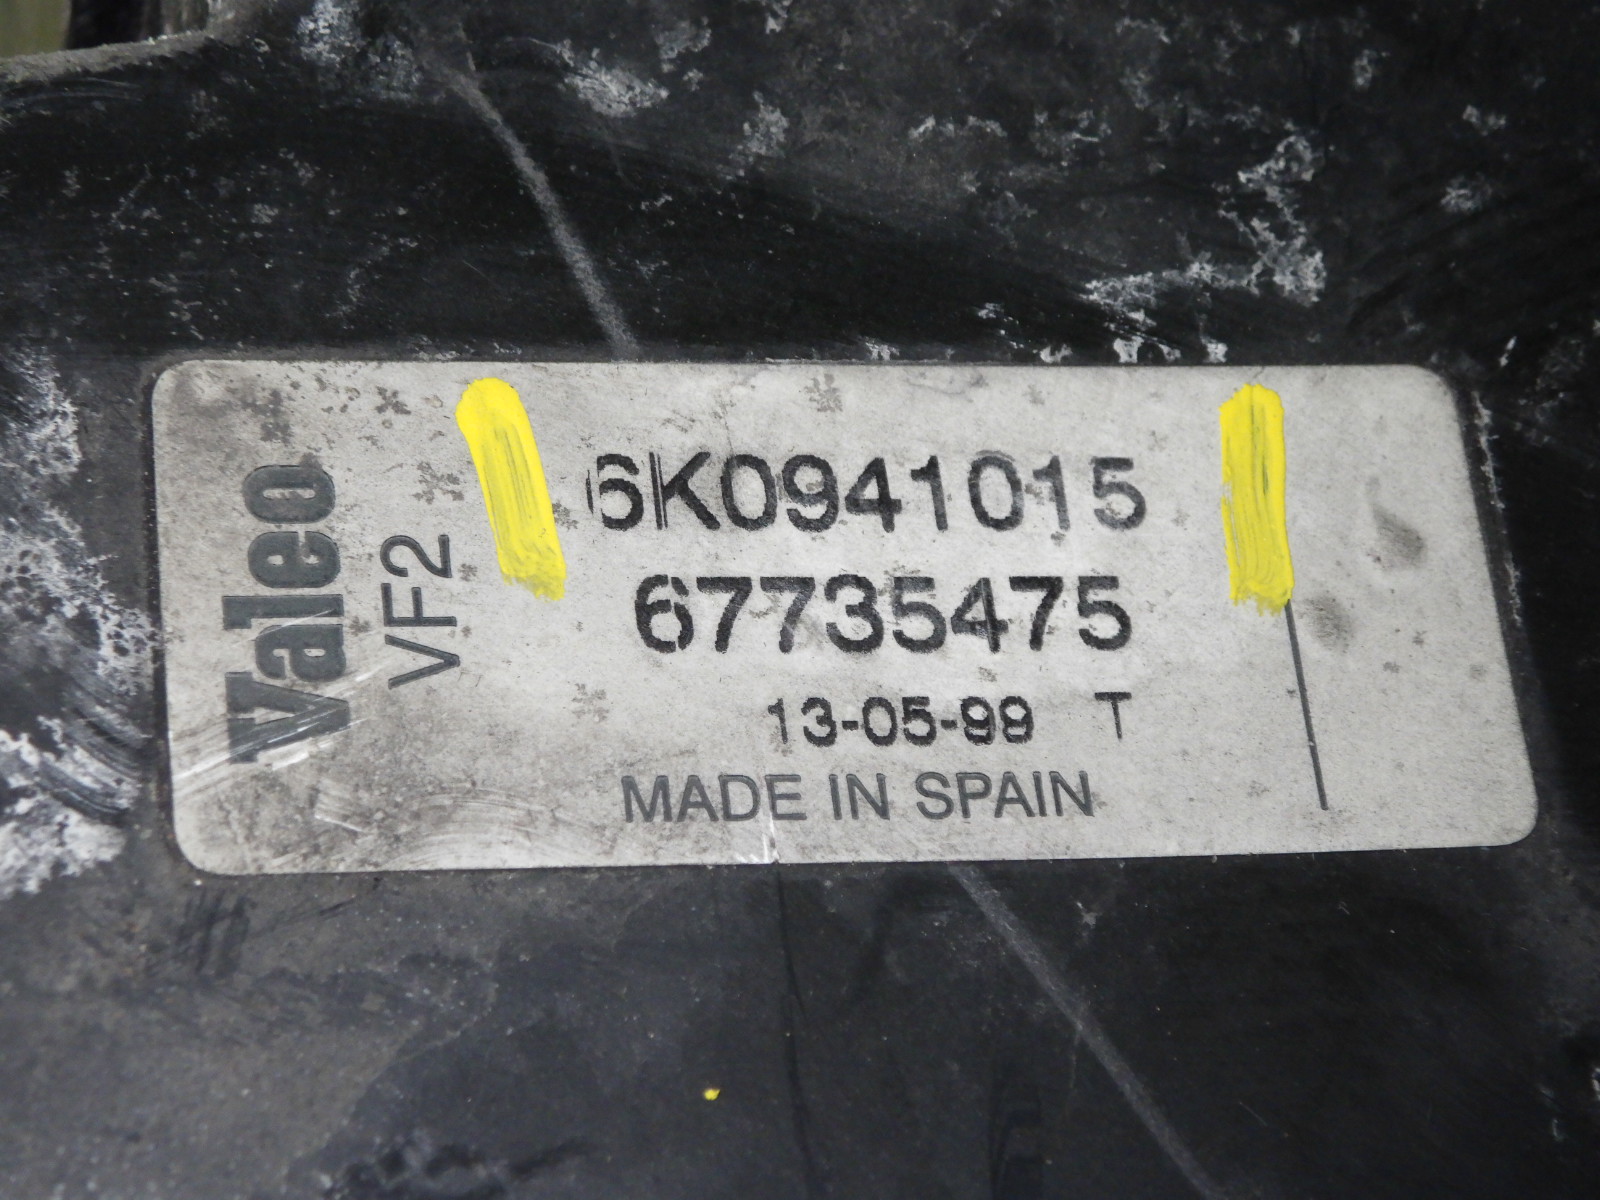 Valeo
VF2
6K0941015
67735475
13-05-99 T
MADE IN SPAIN